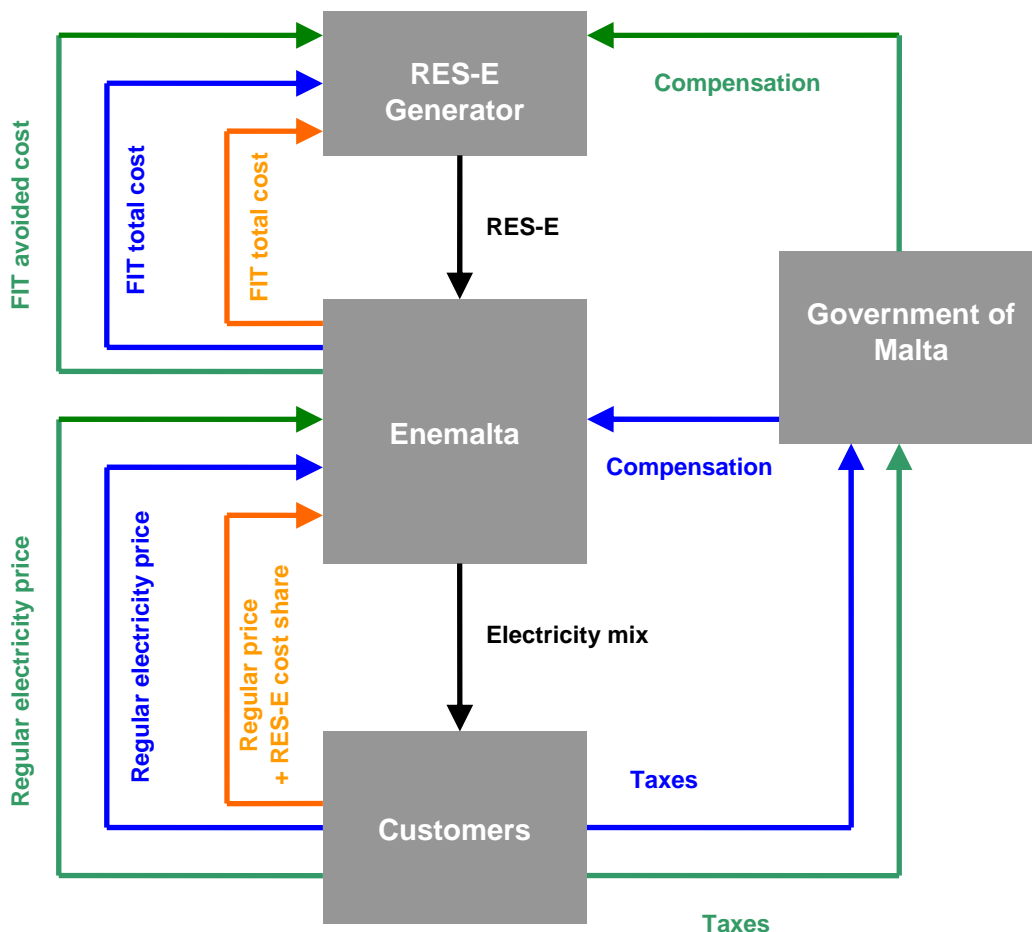 RES-E
Generator
Compensation
FIT avoided cost
FIT total cost
FIT total cost
RES-E
Government of
Malta
Enemalta
Compensation
Regular electricity price
Regular electricity price
Regular price
+ RES-E cost share
Electricity mix
Taxes
Customers
Taxes